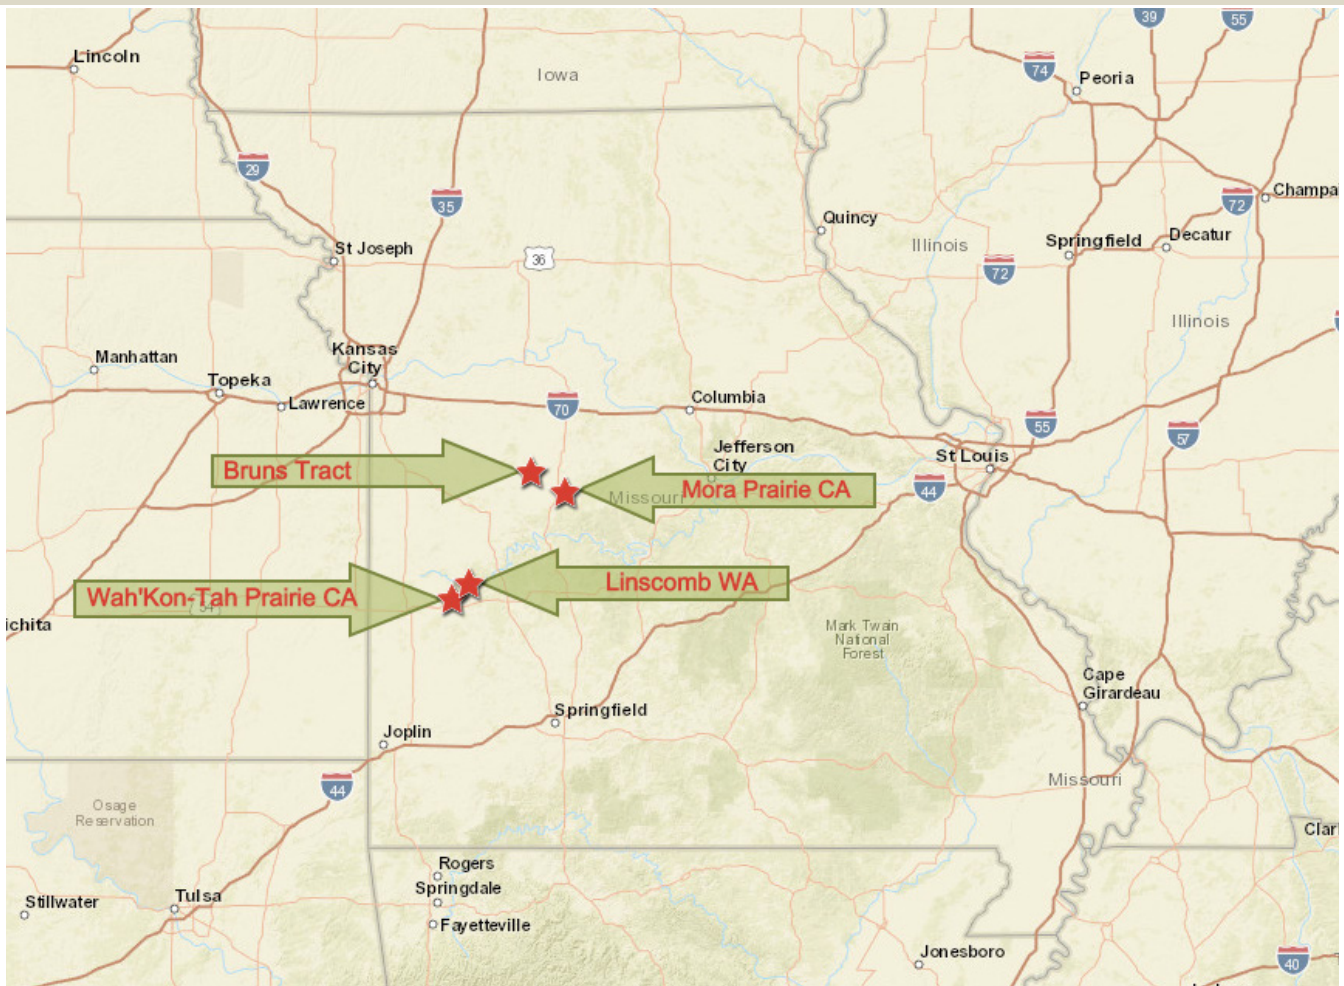 39
55
Lincoln
Iowa
74
Peoria
29
35
72
Champa
Quincy
Illinois
Springfield
Decatur
St Joseph
36
72
Illinois
Kansas
City
Manhattan
Topeka
Lawrence
70
Columbia
55
57
Jefferson
City
St Louis
Bruns Tract
Missouri
Mora Prairie CA
44
Wah'Kon-Tah Prairie CA
54
Linscomb WA
ichita
Mark Twain
National
Forest
Cape
Girardeau
Springfield
Joplin
44
Missouri
Osage
Reservation
Clar
Rogers
Springdale
Fayetteville
Tulsa
Stillwater
Jonesboro
40